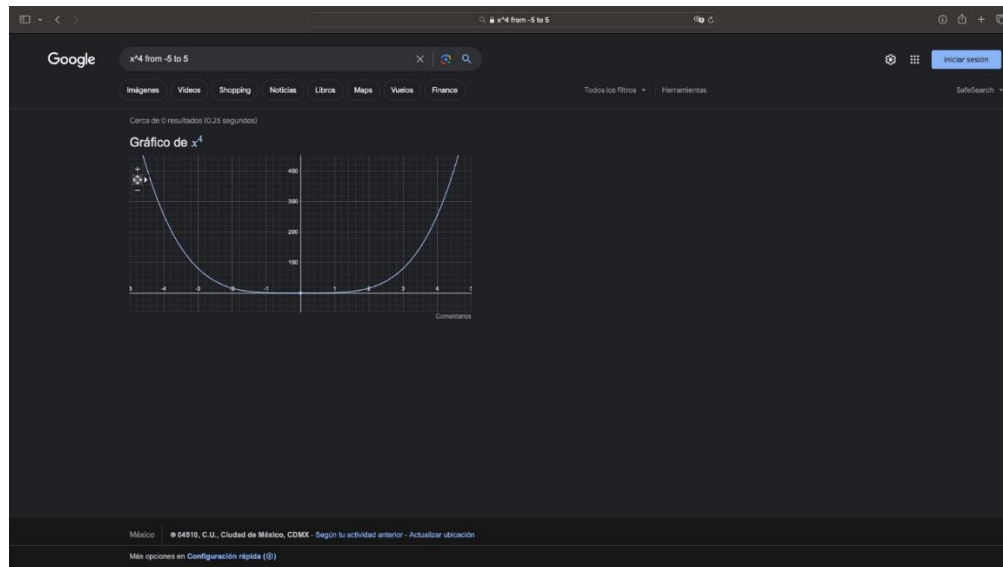 x^4 from -5 to 5
Google
x^4 from -5 to 5
Iniciar sesión
Imágenes Videos Shopping Noticias Libros Maps Vuelos Finance Todos los filtros Herramientas SafeSearch
Cerca de 0 resultados (0.25 segundos)
Gráfico de x⁴
400
300
200
100
5 -4 -3 -2 -1 1 2 3 4
Comentarios
México 04510, C.U., Ciudad de México, CDMX - Según tu actividad anterior - Actualizar ubicación
Más opciones en Configuración rápida